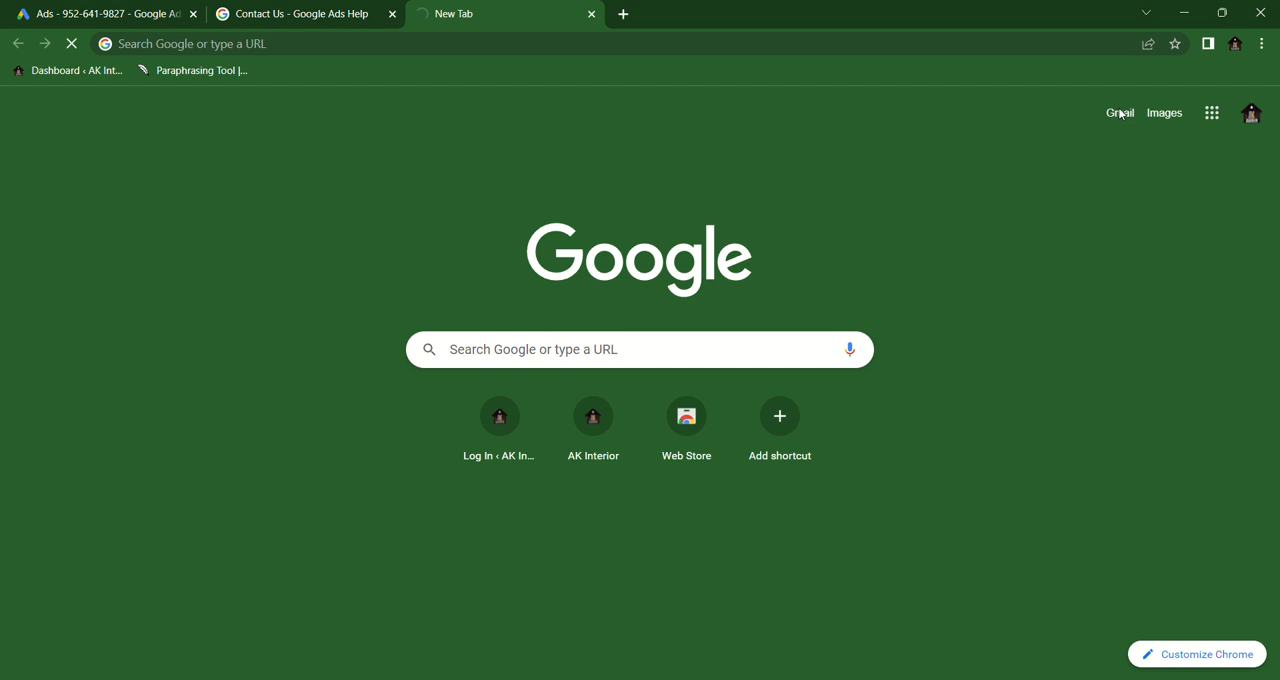 Ads - 952-641-9827 - Google Ad
Contact Us - Google Ads Help
New Tab
Search Google or type a URL
Dashboard ‹ AK Int...
Paraphrasing Tool |...
Gmail
Images
Google
Search Google or type a URL
Log In ‹ AK In...
AK Interior
Web Store
Add shortcut
Customize Chrome